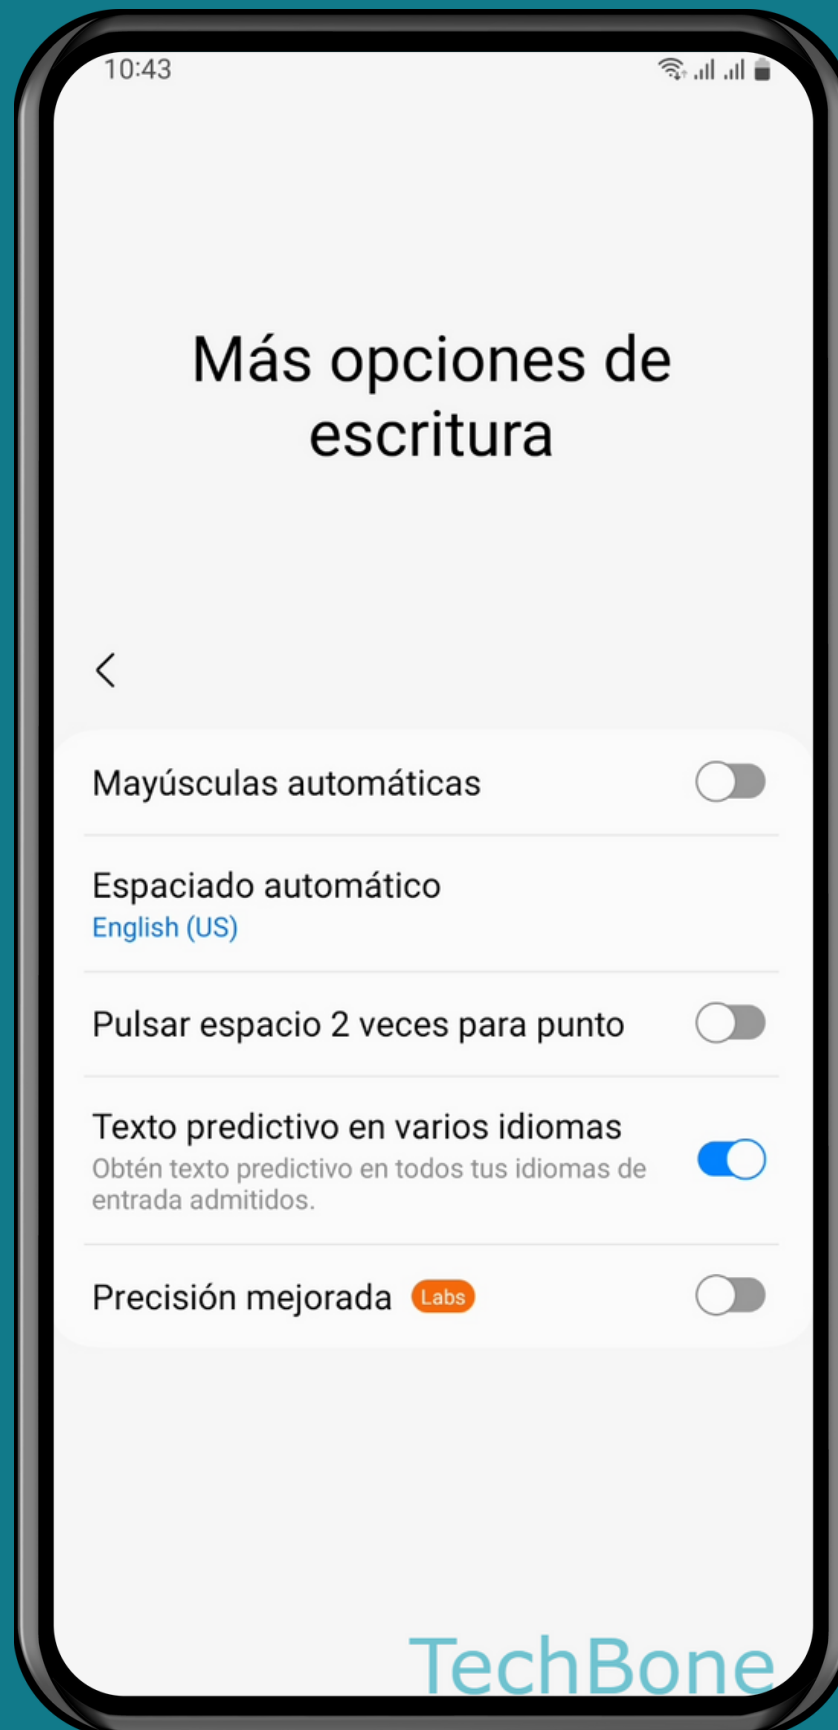 10:43
Más opciones de
escritura
Mayúsculas automáticas
Espaciado automático
English (US)
Pulsar espacio 2 veces para punto
Texto predictivo en varios idiomas
Obtén texto predictivo en todos tus idiomas de
entrada admitidos.
Precisión mejorada Labs
TechBone